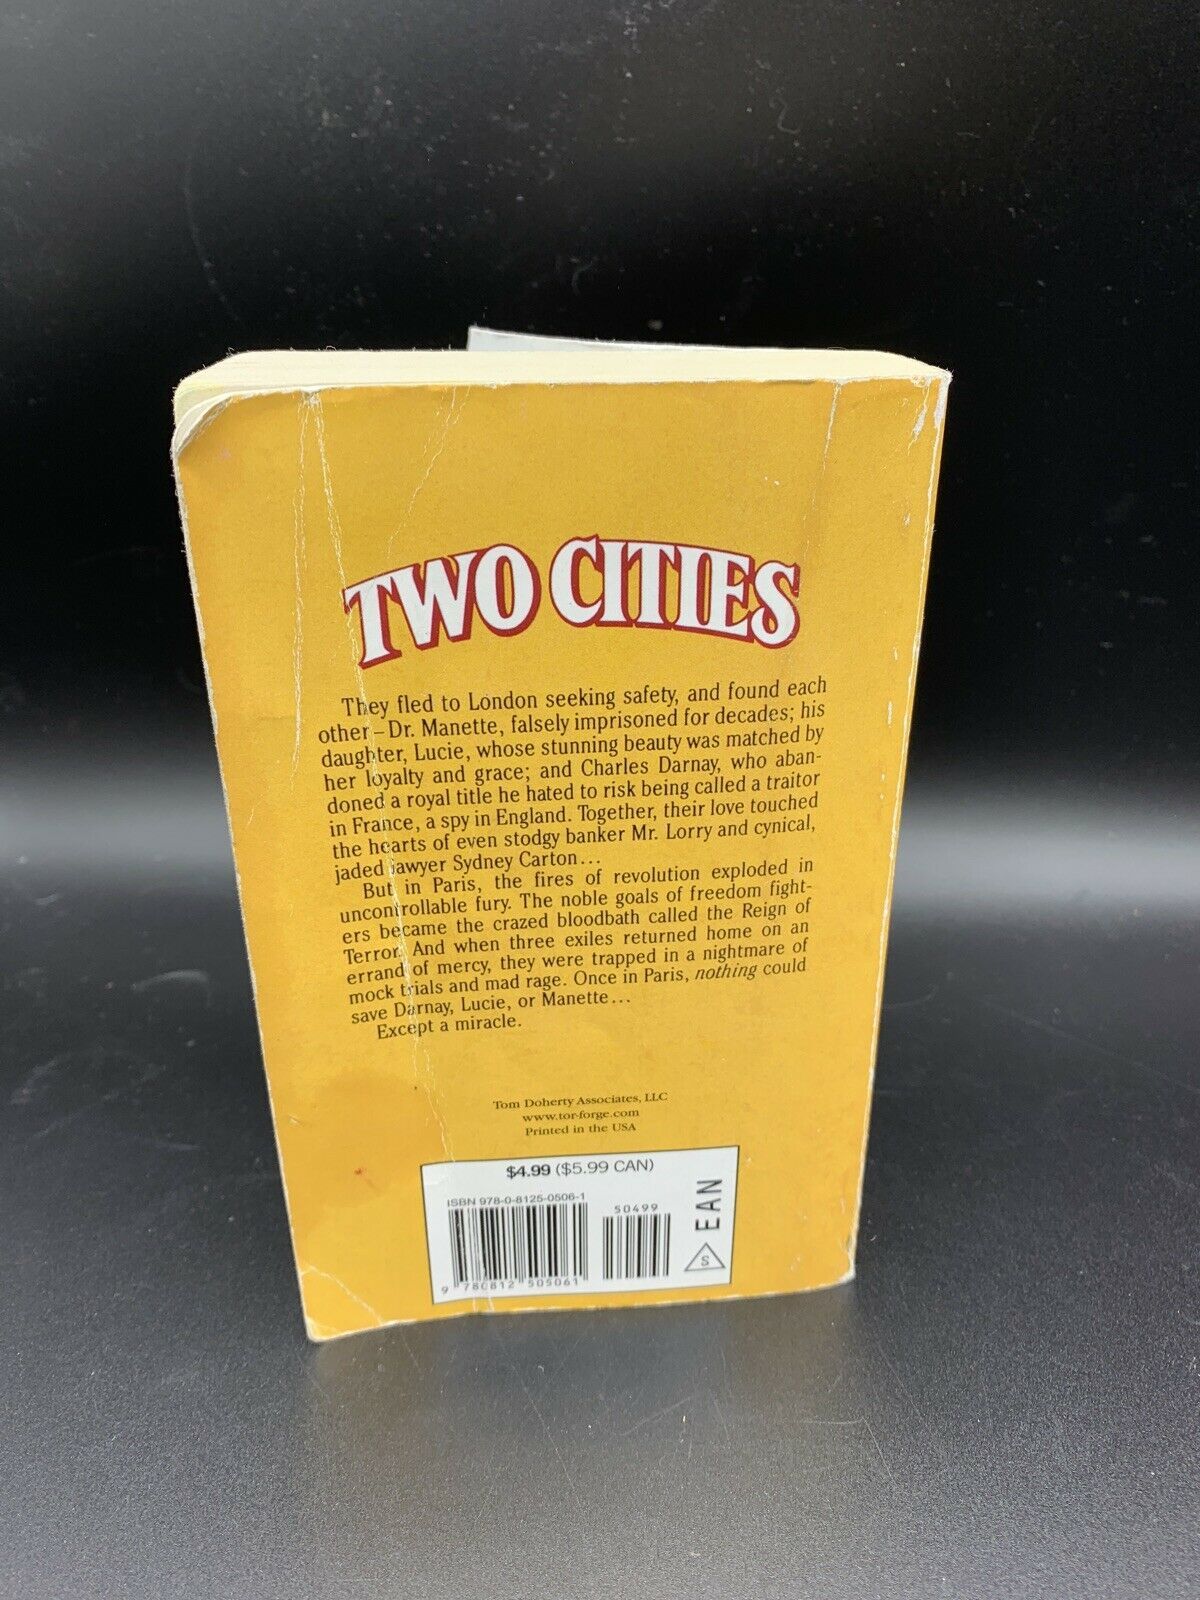 TWO CITIES
They fled to London seeking safety, and found each
other–Dr. Manette, falsely imprisoned for decades; his
daughter, Lucie, whose stunning beauty was matched by
her loyalty and grace; and Charles Darnay, who aban-
doned a royal title he hated to risk being called a traitor
in France, a spy in England. Together, their love touched
the hearts of even stodgy banker Mr. Lorry and cynical,
jaded lawyer Sydney Carton...
But in Paris, the fires of revolution exploded in
uncontrollable fury. The noble goals of freedom fight-
ers became the crazed bloodbath called the Reign of
Terror. And when three exiles returned home on an
errand of mercy, they were trapped in a nightmare of
mock trials and mad rage. Once in Paris, nothing could
save Darnay, Lucie, or Manette...
Except a miracle.
Tom Doherty Associates, LLC
www.tor-forge.com
Printed in the USA
$4.99 ($5.99 CAN)
ISBN 978-0-8125-0506-1
50499
9 780812 505061
EAN
S